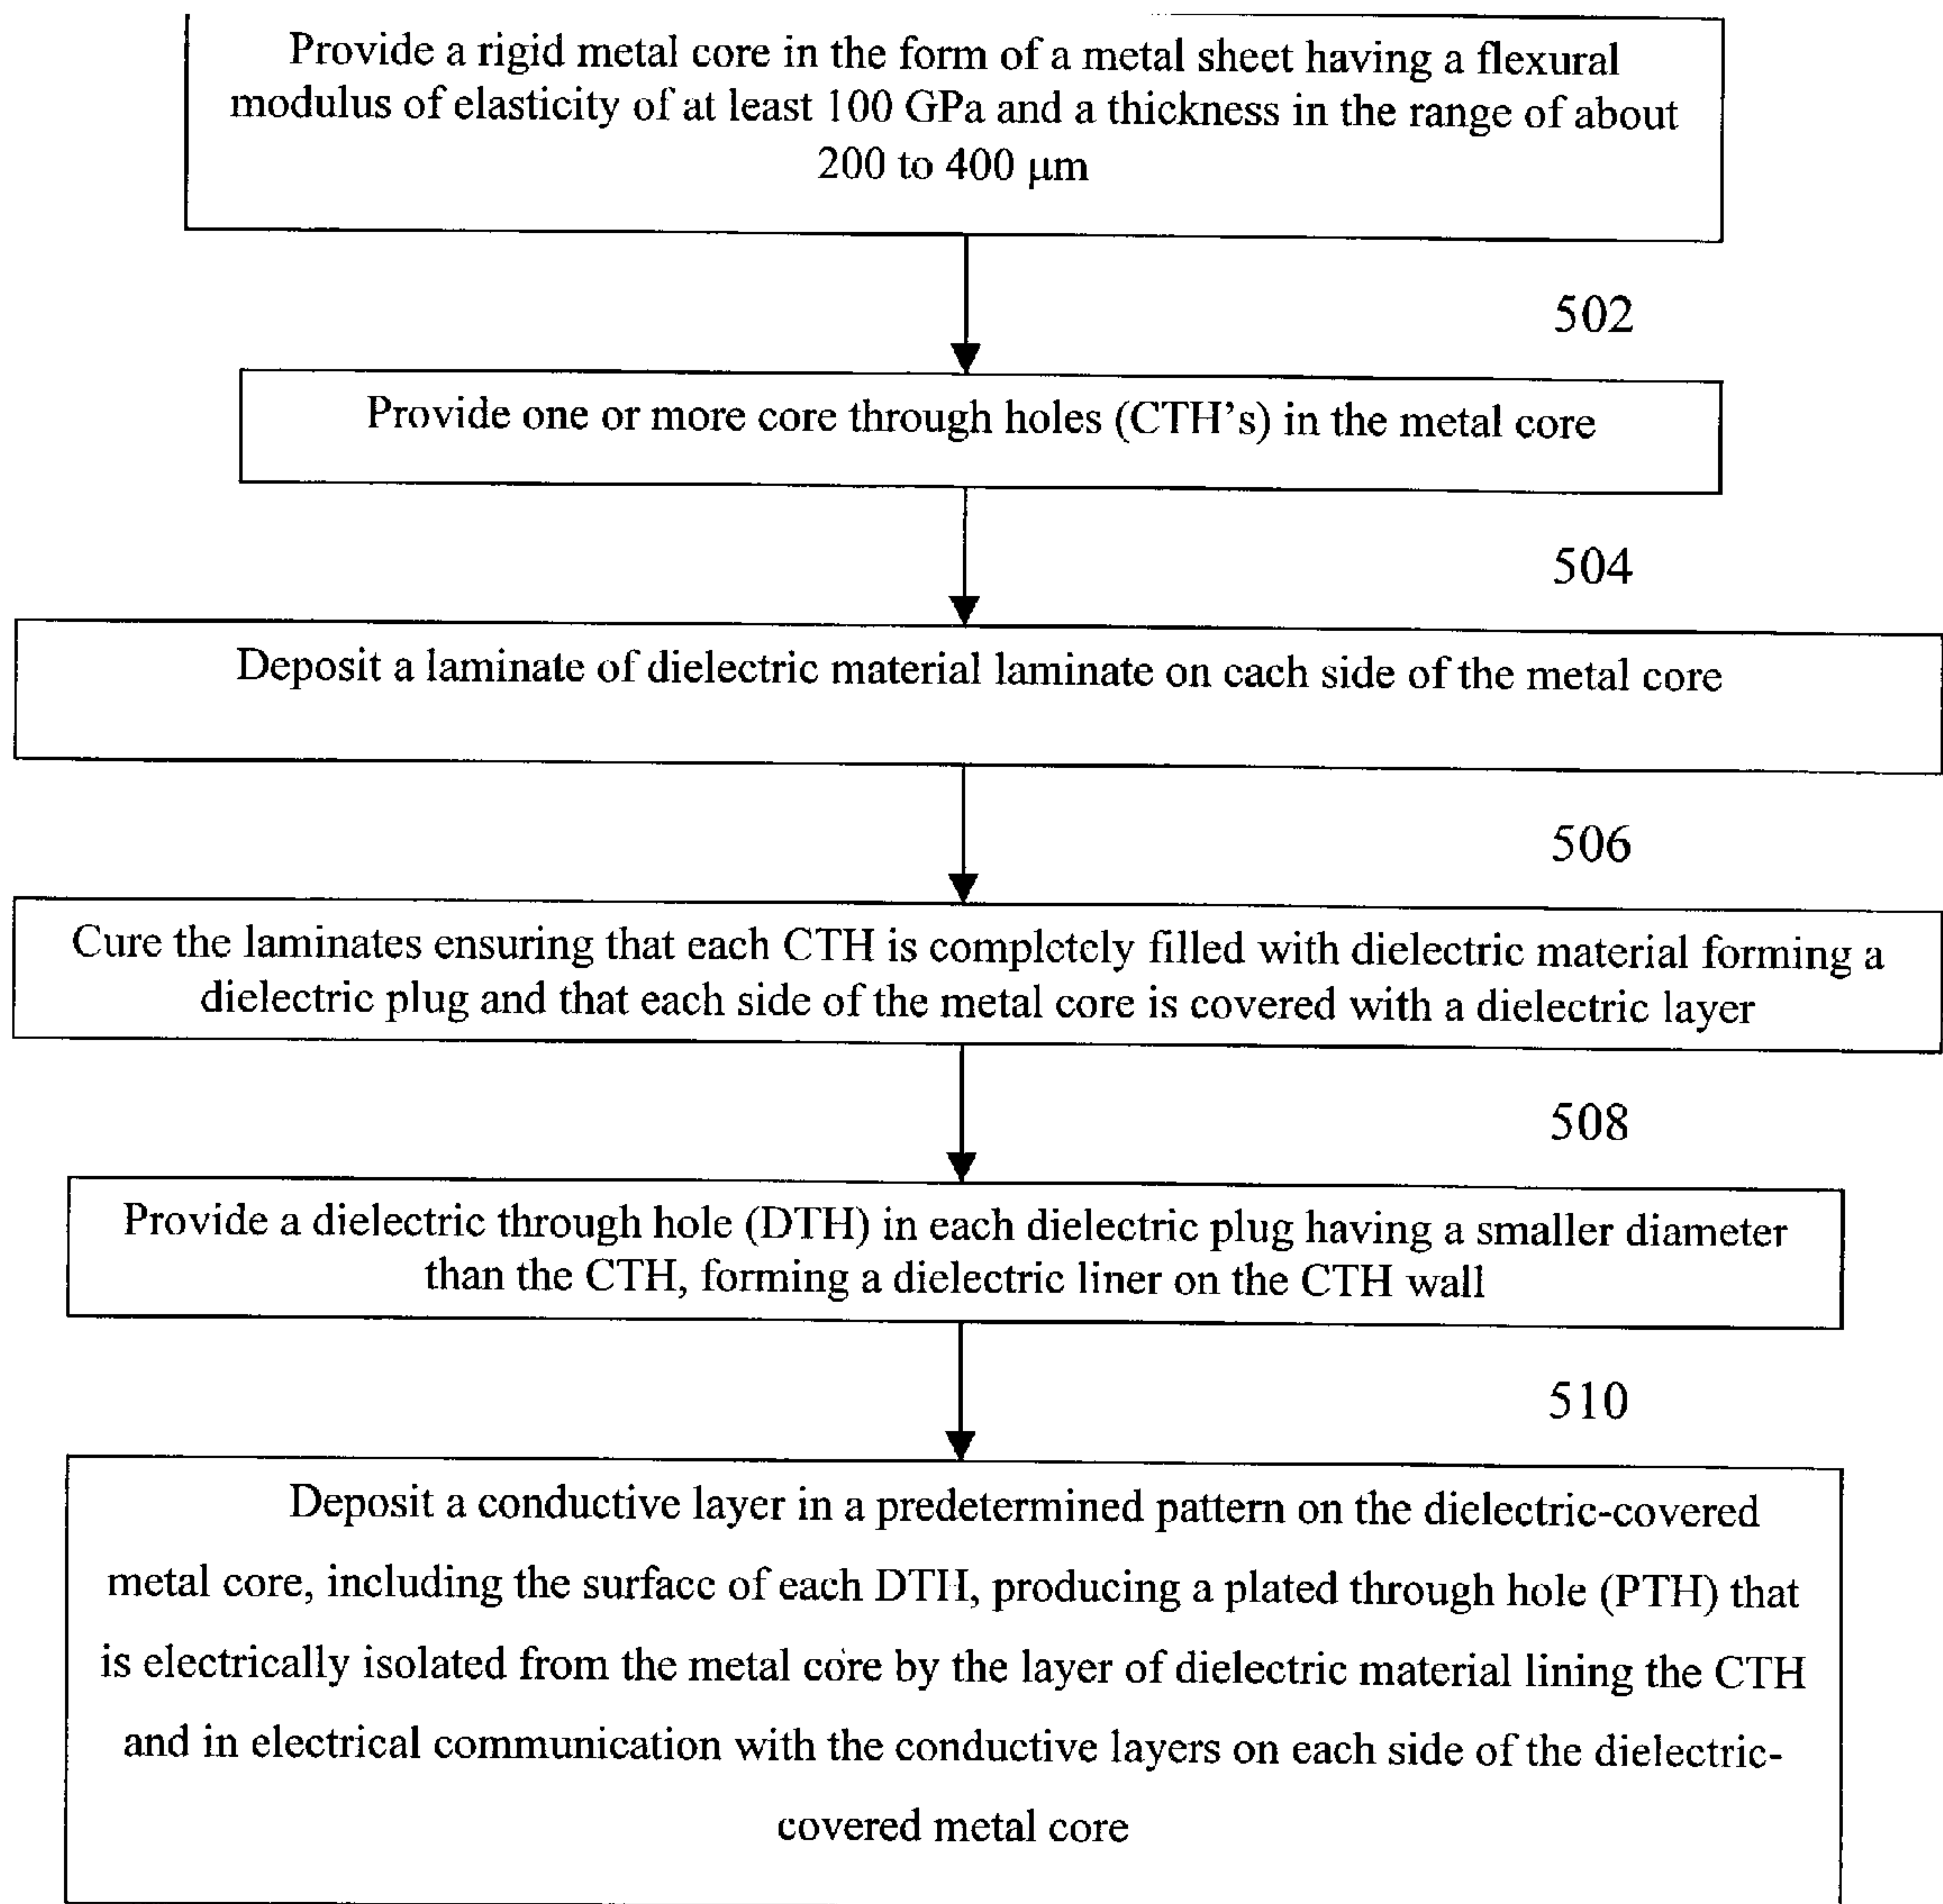 Provide a rigid metal core in the form of a metal sheet having a flexural
modulus of elasticity of at least 100 GPa and a thickness in the range of about
200 to 400 μm
502
Provide one or more core through holes (CTH's) in the metal core
504
Deposit a laminate of dielectric material laminate on each side of the metal core
506
Cure the laminates ensuring that each CTH is completely filled with dielectric material forming a
dielectric plug and that each side of the metal core is covered with a dielectric layer
508
Provide a dielectric through hole (DTH) in each dielectric plug having a smaller diameter
than the CTH, forming a dielectric liner on the CTH wall
510
Deposit a conductive layer in a predetermined pattern on the dielectric-covered
metal core, including the surface of each DTH, producing a plated through hole (PTH) that
is electrically isolated from the metal core by the layer of dielectric material lining the CTH
and in electrical communication with the conductive layers on each side of the dielectric-
covered metal core